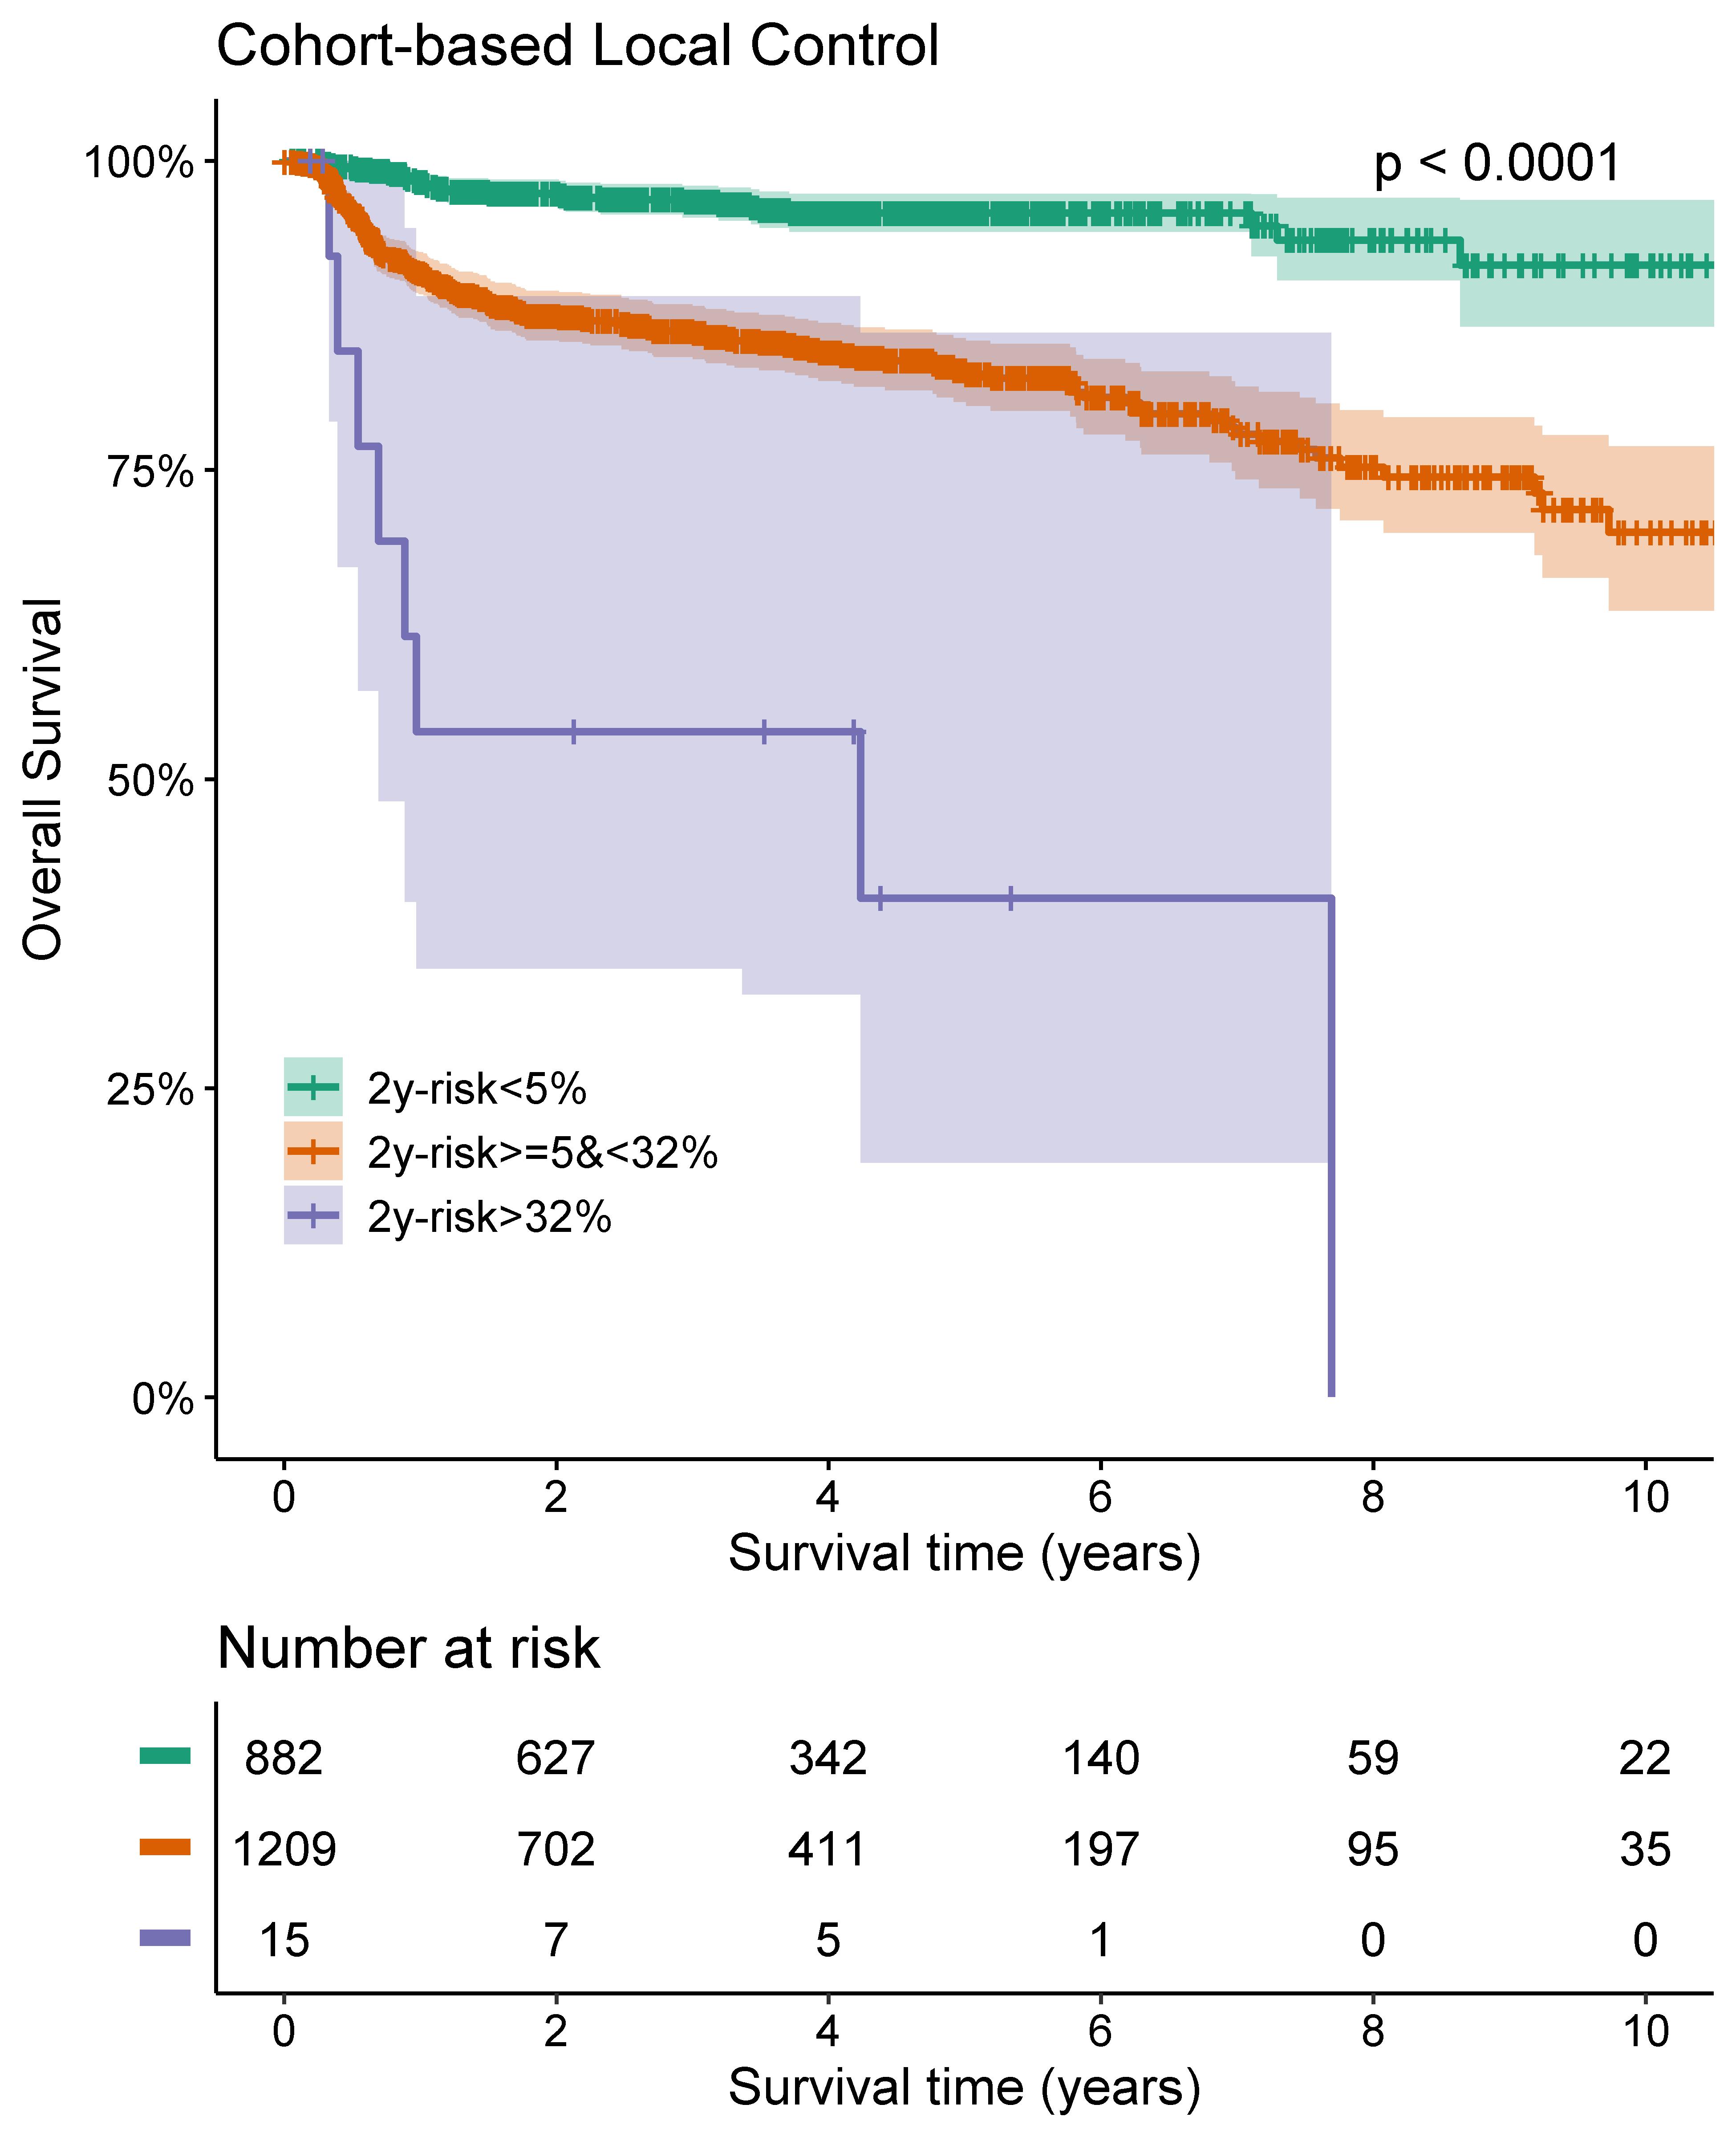 Cohort-based Local Control
p < 0.0001
100%
75%
50%
25%
0%
Overall Survival
2y-risk<5%
2y-risk>=5&<32%
2y-risk>32%
0 2 4 6 8 10
Survival time (years)
Number at risk
882 627 342 140 59 22
1209 702 411 197 95 35
15 7 5 1 0 0
0 2 4 6 8 10
Survival time (years)